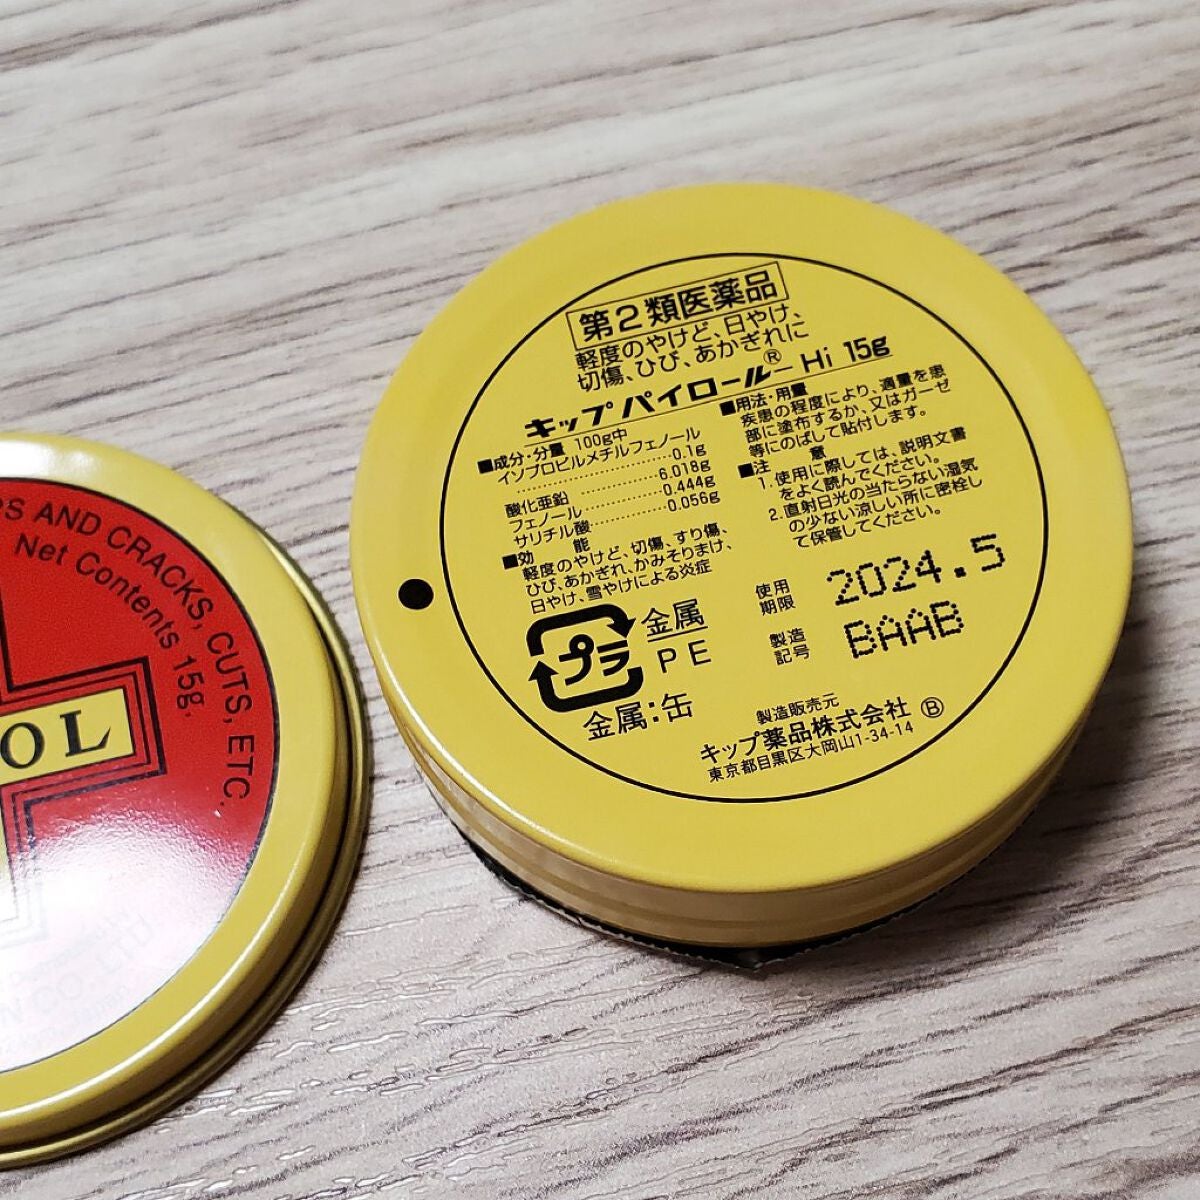 PS AND CRACKS, CUTS, ETC.
Net Contents 15g.
OL
第2類医薬品
軽度のやけど、日やけ、
切傷、ひび、あかぎれに
キップパイロール®-Hi 15g
■成分・分量 100g中
イソプロピルメチルフェノール
0.1g
酸化亜鉛 6.018g
フェノール 0.444g
サリチル酸 0.056g
■効 能
軽度のやけど、切傷、すり傷、
ひび、あかぎれ、かみそりまけ、
日やけ、雪やけによる炎症
■用法・用量
疾患の程度により、適量を患
部に塗布するか、又はガーゼ
等にのばして貼付します。
■注 意
1. 使用に際しては、説明文書
をよく読んでください。
2. 直射日光の当たらない湿気
の少ない涼しい所に密栓し
て保管してください。
使用
期限
2024.5
製造
記号
BAAB
プラ
金属
PE
金属:缶
製造販売元
キップ薬品株式会社 Ⓑ
東京都目黒区大岡山1-34-14